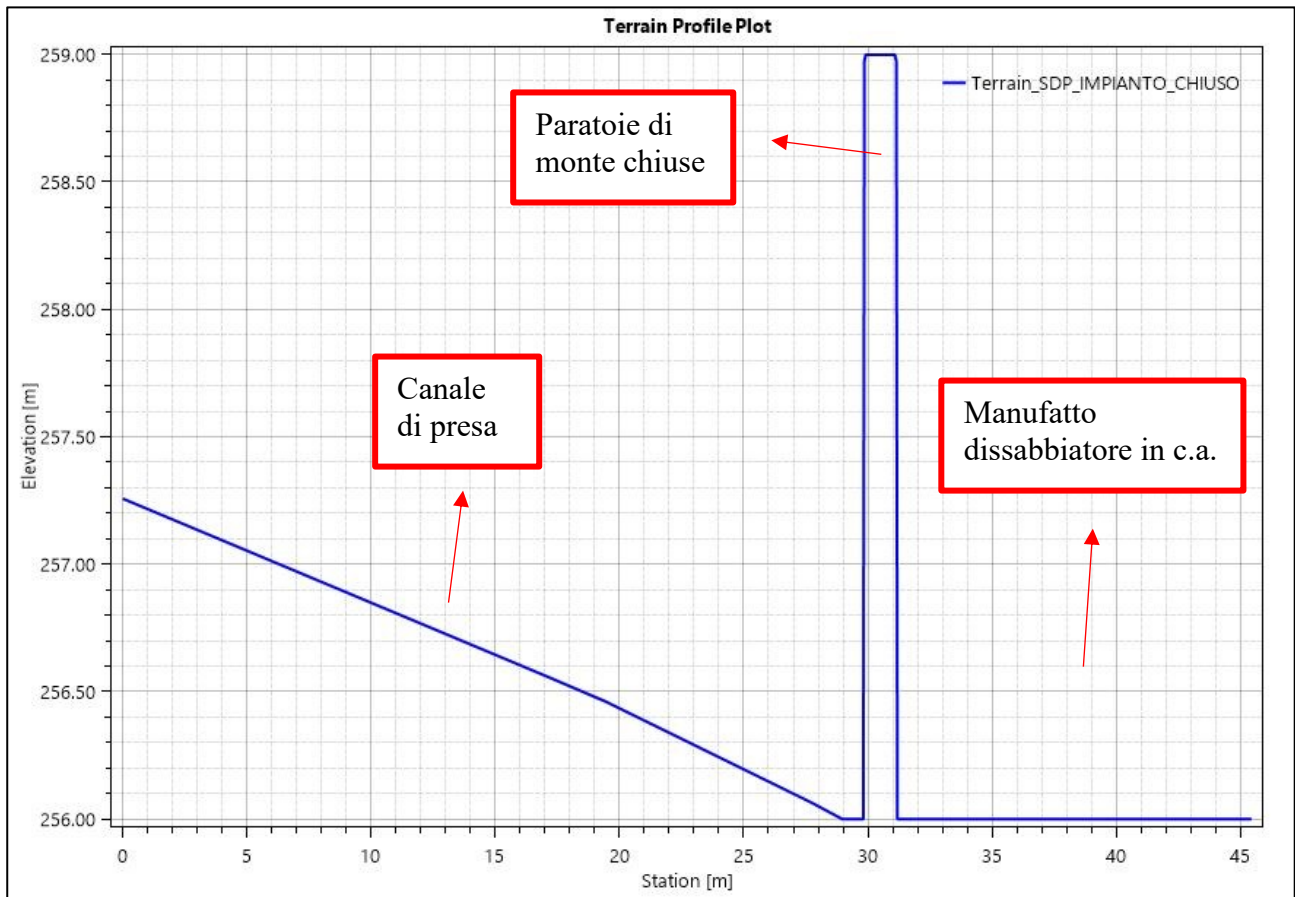 Terrain Profile Plot
Terrain_SDP_IMPIANTO_CHIUSO
Paratoie di
monte chiuse
Canale
di presa
Manufatto
dissabbiatore in c.a.
Elevation [m]
259.00
258.50
258.00
257.50
257.00
256.50
256.00
0 5 10 15 20 25 30 35 40 45
Station [m]